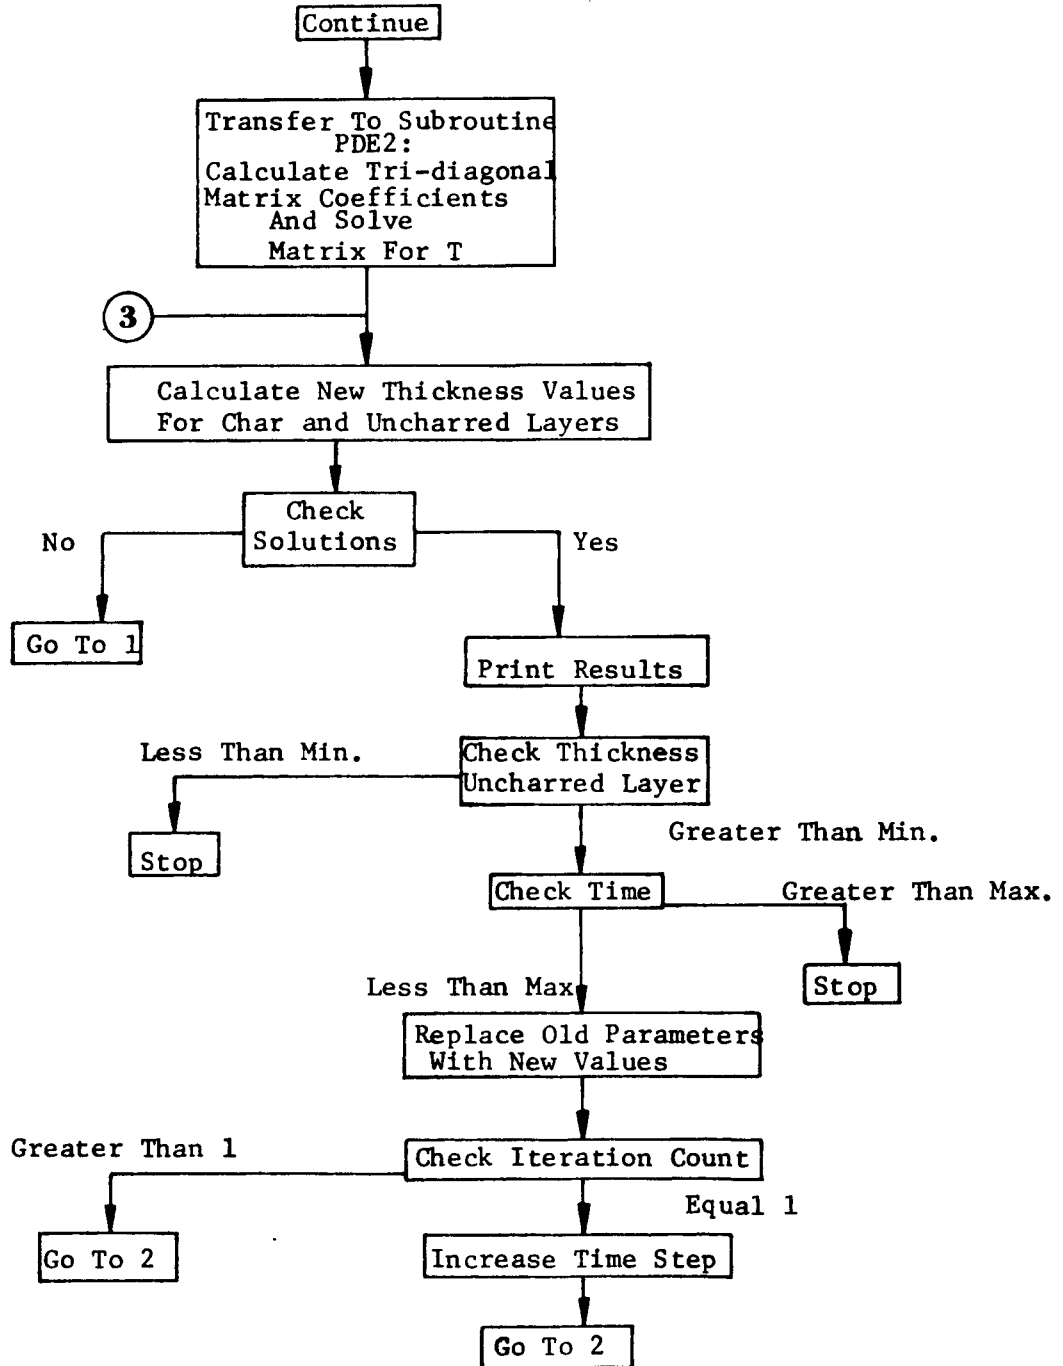 Continue
Transfer To Subroutine
PDE2:
Calculate Tri-diagonal
Matrix Coefficients
And Solve
Matrix For T
3
Calculate New Thickness Values
For Char and Uncharred Layers
Check
Solutions
No
Yes
Go To 1
Print Results
Less Than Min.
Check Thickness
Uncharred Layer
Stop
Greater Than Min.
Check Time
Greater Than Max.
Stop
Less Than Max
Replace Old Parameters
With New Values
Greater Than 1
Check Iteration Count
Equal 1
Go To 2
Increase Time Step
Go To 2